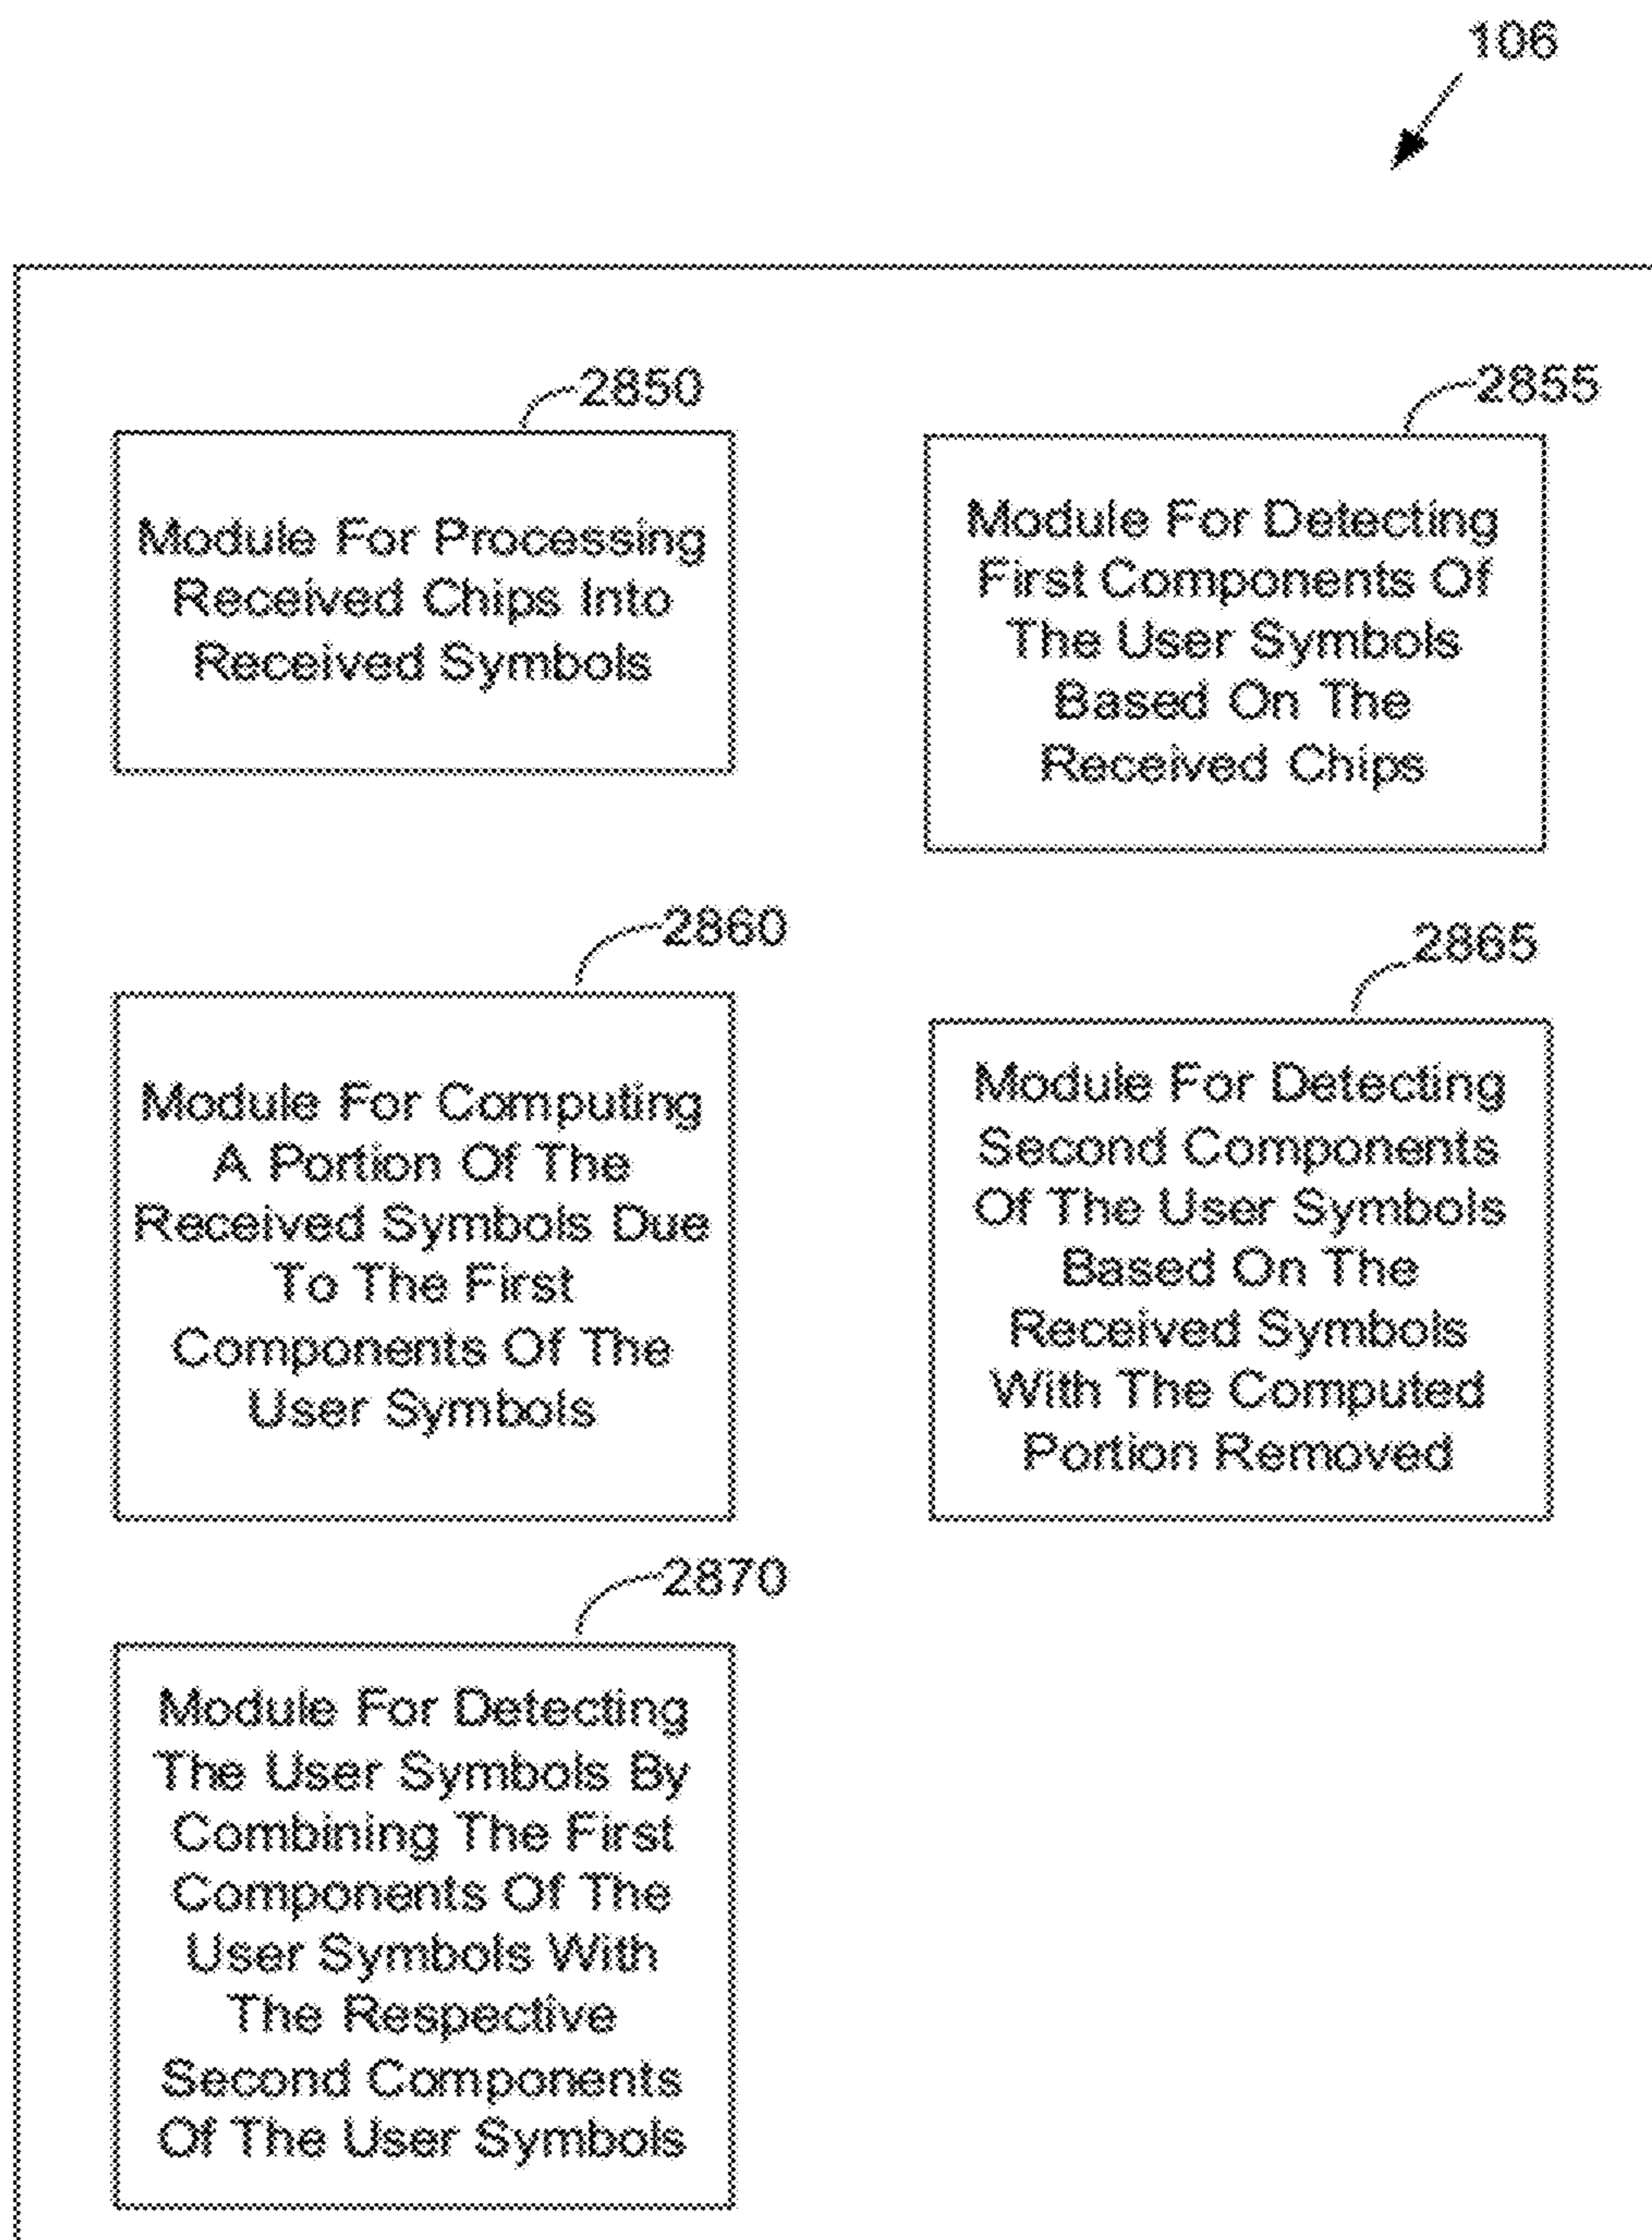 106
2850
Module For Processing
Received Chips Into
Received Symbols
2855
Module For Detecting
First Components Of
The User Symbols
Based On The
Received Chips
2860
Module For Computing
A Portion Of The
Received Symbols Due
To The First
Components Of The
User Symbols
2865
Module For Detecting
Second Components
Of The User Symbols
Based On The
Received Symbols
With The Computed
Portion Removed
2870
Module For Detecting
The User Symbols By
Combining The First
Components Of The
User Symbols With
The Respective
Second Components
Of The User Symbols